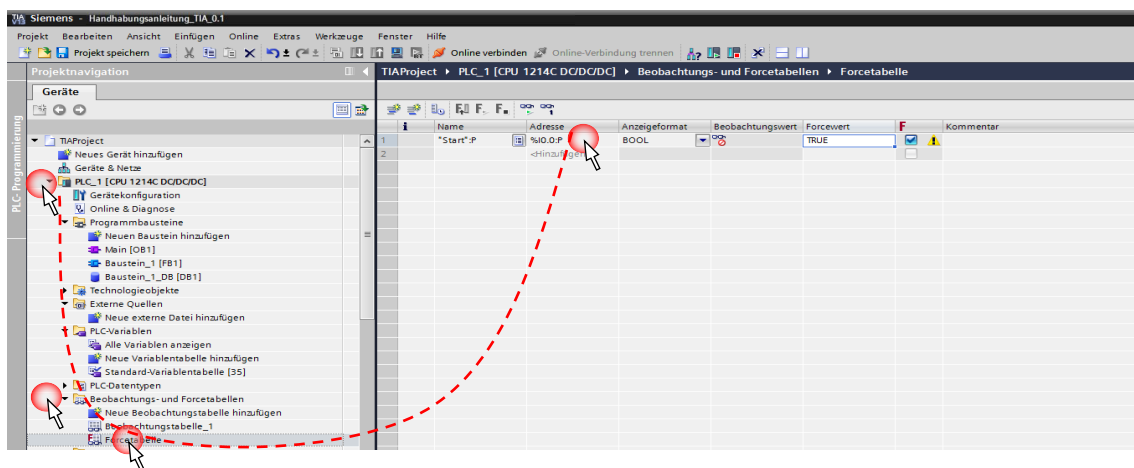 Siemens - Handhabungsanleitung_TIA_0.1
Projekt Bearbeiten Ansicht Einfügen Online Extras Werkzeuge Fenster Hilfe
Projekt speichern Online verbinden Online-Verbindung trennen
Projektnavigation
TIAProject PLC_1 [CPU 1214C DC/DC/DC] Beobachtungs- und Forcetabellen Forcetabelle
Geräte
PLC-Programmierung
i Name Adresse Anzeigeformat Beobachtungswert Forcewert F Kommentar
1 "Start":P %I0.0:P BOOL TRUE
2 <Hinzufügen>
TIAProject
Neues Gerät hinzufügen
Geräte & Netze
PLC_1 [CPU 1214C DC/DC/DC]
Gerätekonfiguration
Online & Diagnose
Programmbausteine
Neuen Baustein hinzufügen
Main [OB1]
Baustein_1 [FB1]
Baustein_1_DB [DB1]
Technologieobjekte
Externe Quellen
Neue externe Datei hinzufügen
PLC-Variablen
Alle Variablen anzeigen
Neue Variablentabelle hinzufügen
Standard-Variablentabelle [35]
PLC-Datentypen
Beobachtungs- und Forcetabellen
Neue Beobachtungstabelle hinzufügen
Beobachtungstabelle_1
Forcetabelle